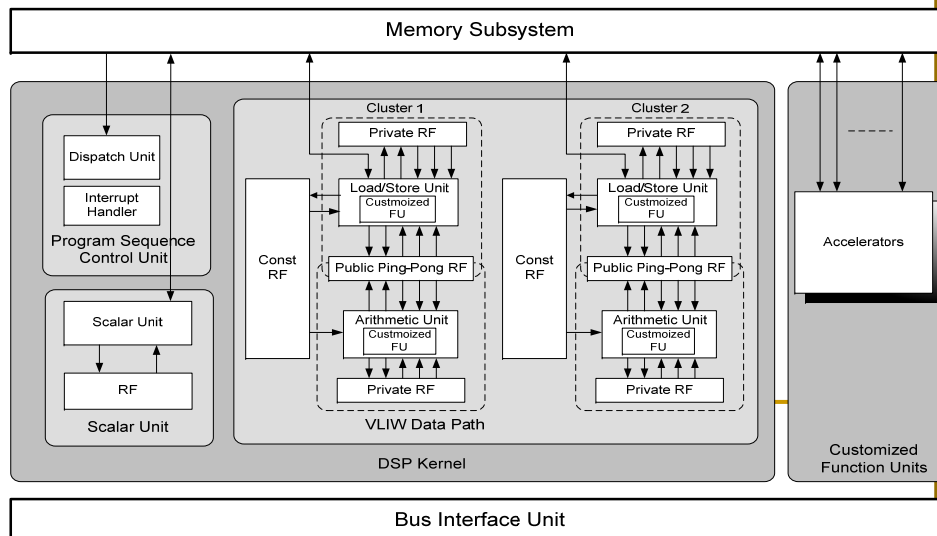 Memory Subsystem
Cluster 1
Cluster 2
Private RF
Private RF
Dispatch Unit
Load/Store Unit
Load/Store Unit
Interrupt
Handler
Custmoized
FU
Custmoized
FU
Program Sequence
Control Unit
Const
RF
Const
RF
Accelerators
Public Ping-Pong RF
Public Ping-Pong RF
Scalar Unit
Arithmetic Unit
Arithmetic Unit
Custmoized
FU
Custmoized
FU
RF
Private RF
Private RF
Scalar Unit
VLIW Data Path
DSP Kernel
Customized
Function Units
Bus Interface Unit